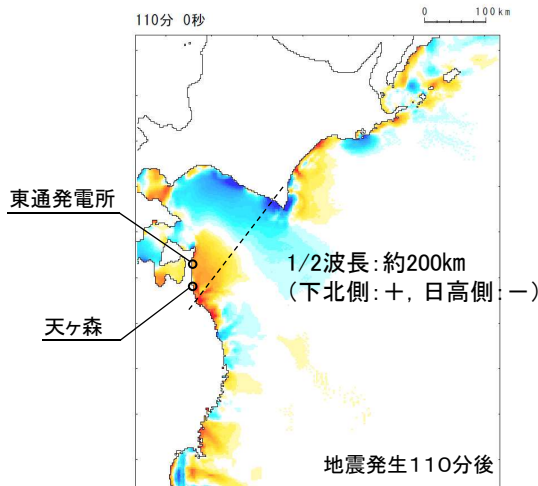 110分 0秒
0 100km
東通発電所
天ヶ森
1/2波長:約200km
(下北側:+, 日高側:-)
地震発生110分後